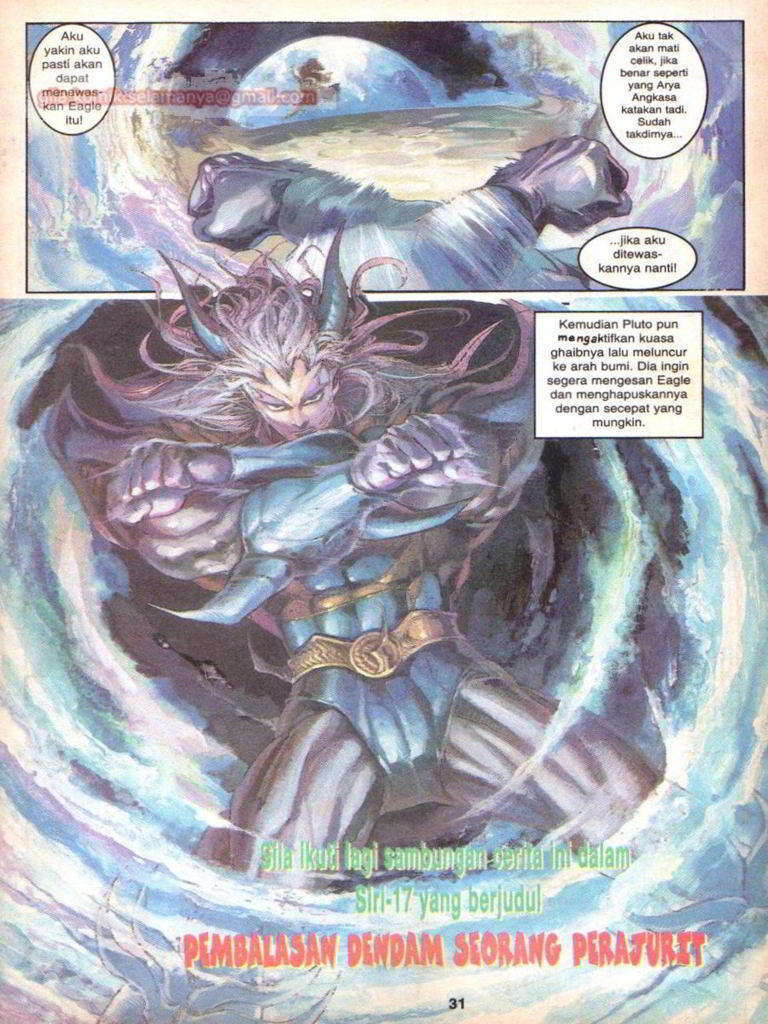 Aku
yakin aku
pasti akan
dapat
menewas-
kan Eagle
itu!
Aku tak
akan mati
celik, jika
benar seperti
yang Arya
Angkasa
katakan tadi.
Sudah
takdirnya...
...jika aku
ditewas-
kannya nanti!
Kemudian Pluto pun
mengaktifkan kuasa
ghaibnya lalu meluncur
ke arah bumi. Dia ingin
segera mengesan Eagle
dan menghapuskannya
dengan secepat yang
mungkin.
Sila ikuti lagi sambungan cerita ini dalam
Siri-17 yang berjudul
PEMBALASAN DENDAM SEORANG PERAJURIT
31